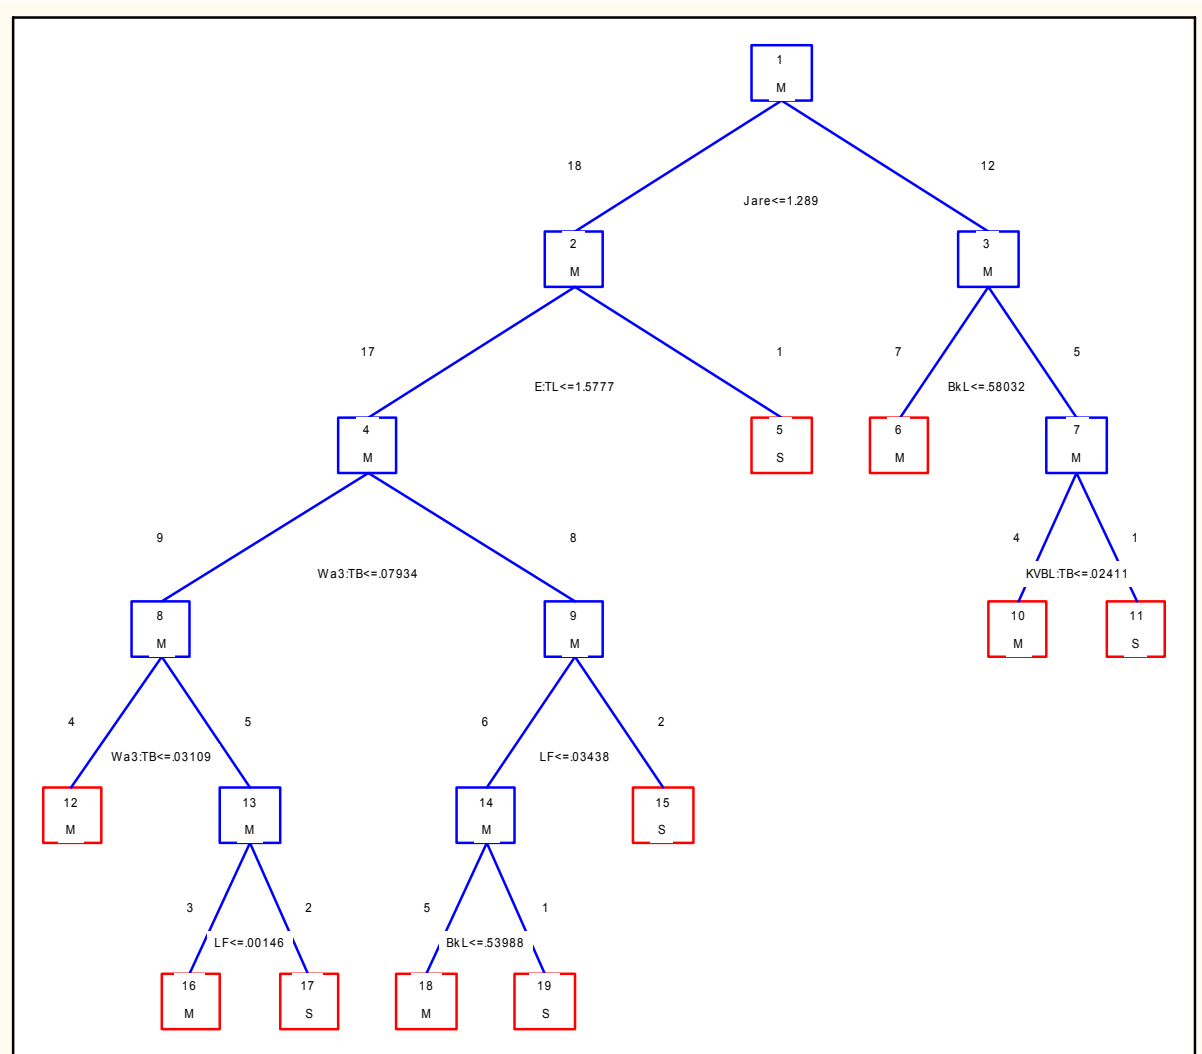 1
M
18
12
Jare<=1.289
2
M
3
M
17
1
7
5
E:TL<=1.5777
BkL<=.58032
4
M
5
S
6
M
7
M
9
8
4
1
Wa3:TB<=.07934
KVBL:TB<=.02411
8
M
9
M
10
M
11
S
4
5
6
2
Wa3:TB<=.03109
LF<=.03438
12
M
13
M
14
M
15
S
3
2
5
1
LF<=.00146
BkL<=.53988
16
M
17
S
18
M
19
S